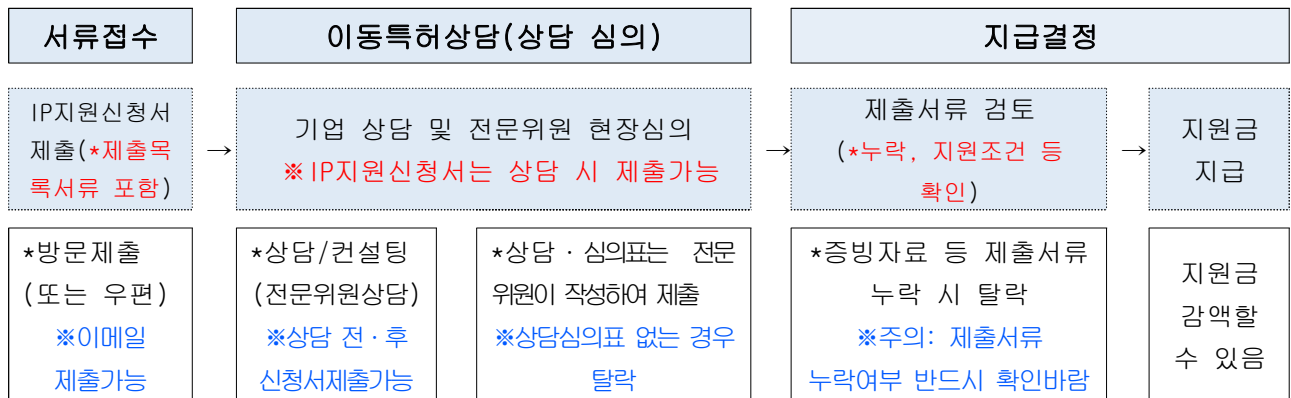 서류접수
이동특허상담(상담 심의)
지급결정
IP지원신청서
제출(*제출목
록서류 포함)
→
기업 상담 및 전문위원 현장심의
※IP지원신청서는 상담 시 제출가능
→
제출서류 검토
(*누락, 지원조건 등
확인)
→
지원금
지급
*방문제출
(또는 우편)
※이메일
제출가능
*상담/컨설팅
(전문위원상담)
※상담 전·후
신청서제출가능
*상담·심의표는 전문
위원이 작성하여 제출
※상담심의표 없는 경우
탈락
*증빙자료 등 제출서류
누락 시 탈락
※주의: 제출서류
누락여부 반드시 확인바람
지원금
감액할
수 있음